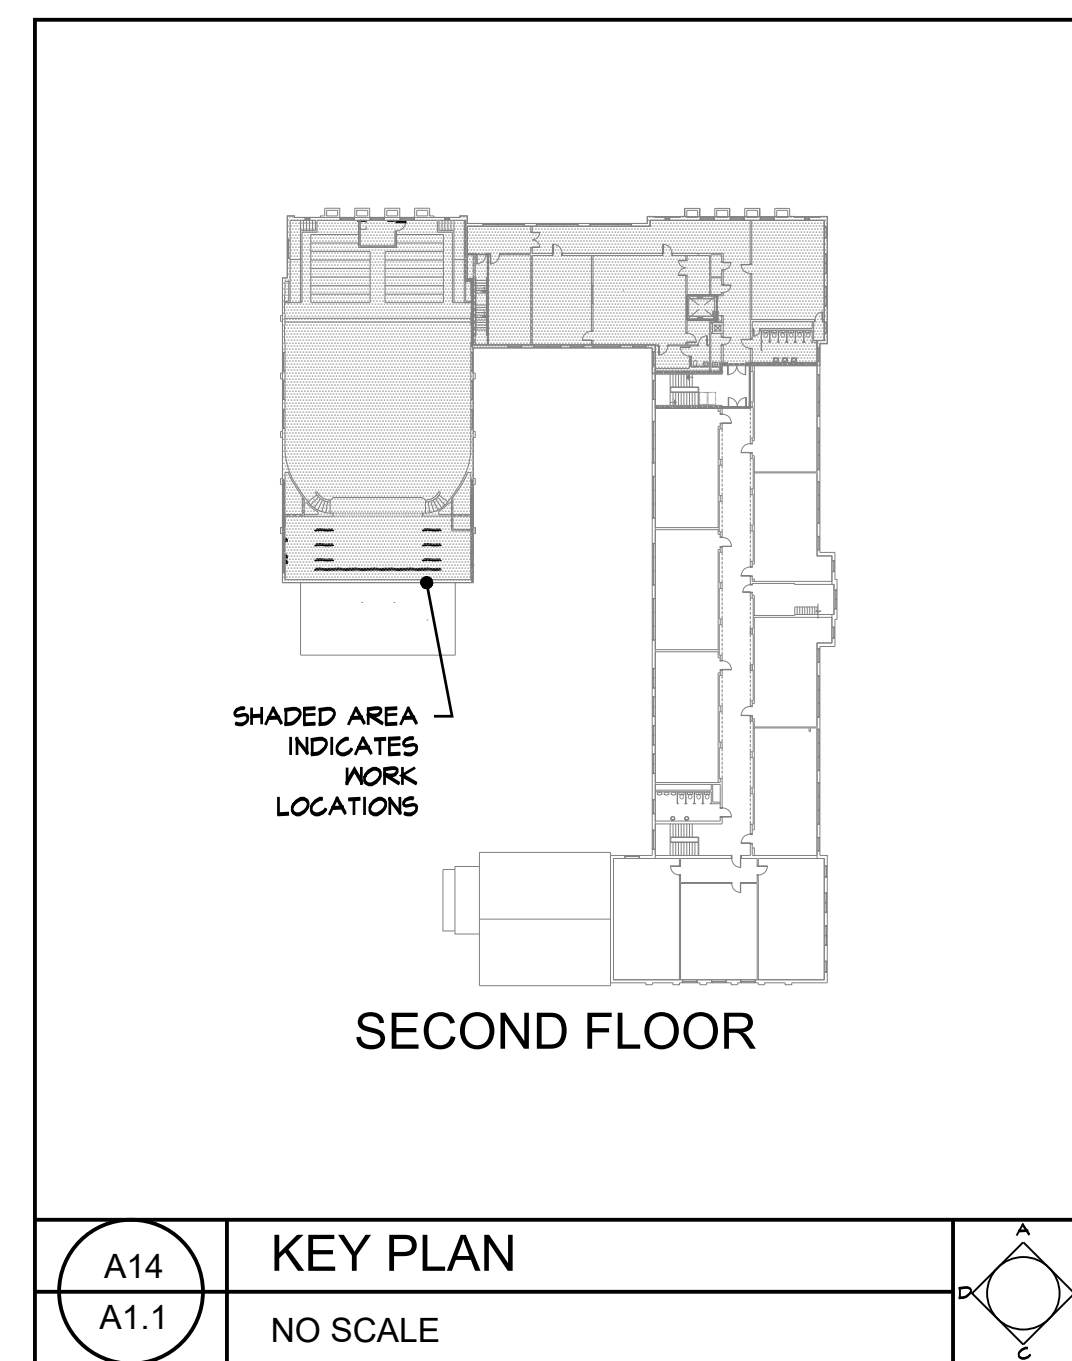 SHADED AREA
INDICATES
WORK
LOCATIONS
SECOND FLOOR
A14
A1.1
KEY PLAN
NO SCALE
A
D
C